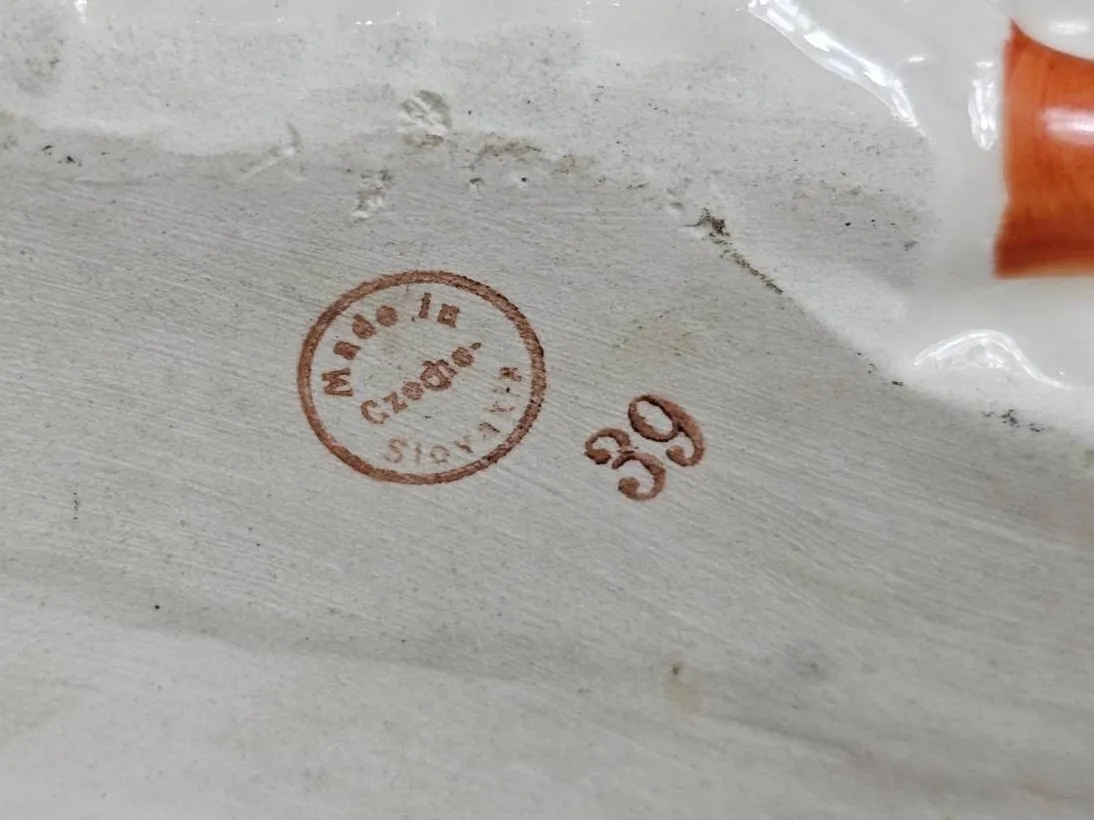 Made in
Czecho-
Slovakia
39